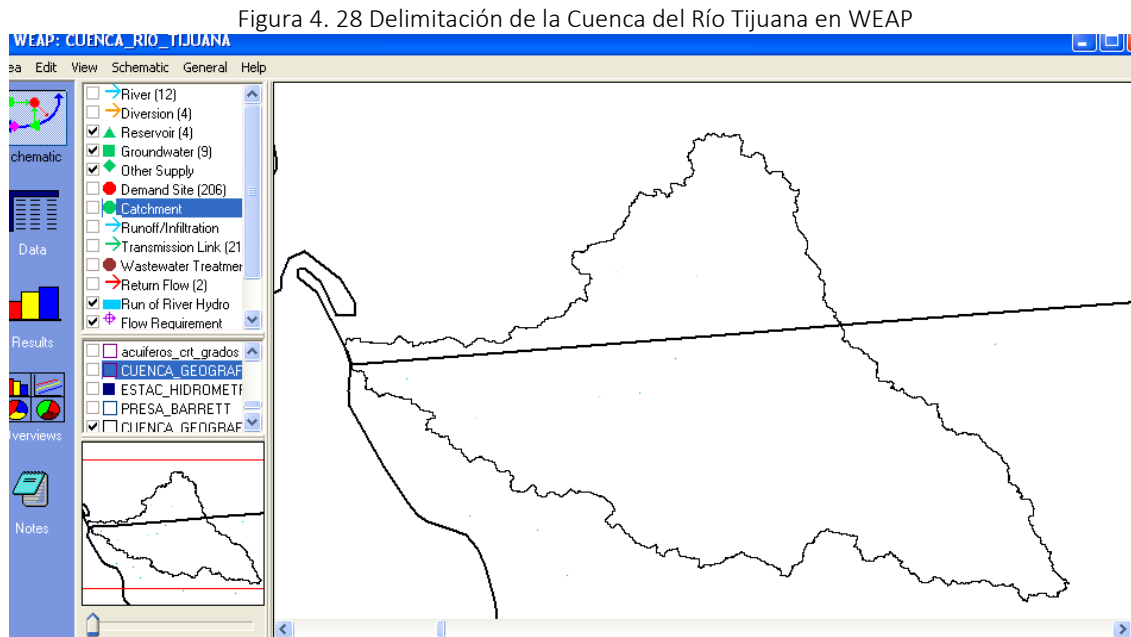 Figura 4. 28 Delimitación de la Cuenca del Río Tijuana en WEAP
WEAP: CUENCA_RIO_TIJUANA
ea Edit View Schematic General Help
chematic
Data
Results
verviews
Notes
River (12)
Diversion (4)
Reservoir (4)
Groundwater (9)
Other Supply
Demand Site (206)
Catchment
Runoff/Infiltration
Transmission Link (21
Wastewater Treatmer
Return Flow (2)
Run of River Hydro
Flow Requirement
acuiferos_crt_grados
CUENCA_GEOGRAF
ESTAC_HIDROMETF
PRESA_BARRETT
CUENCA_GEOGRAF